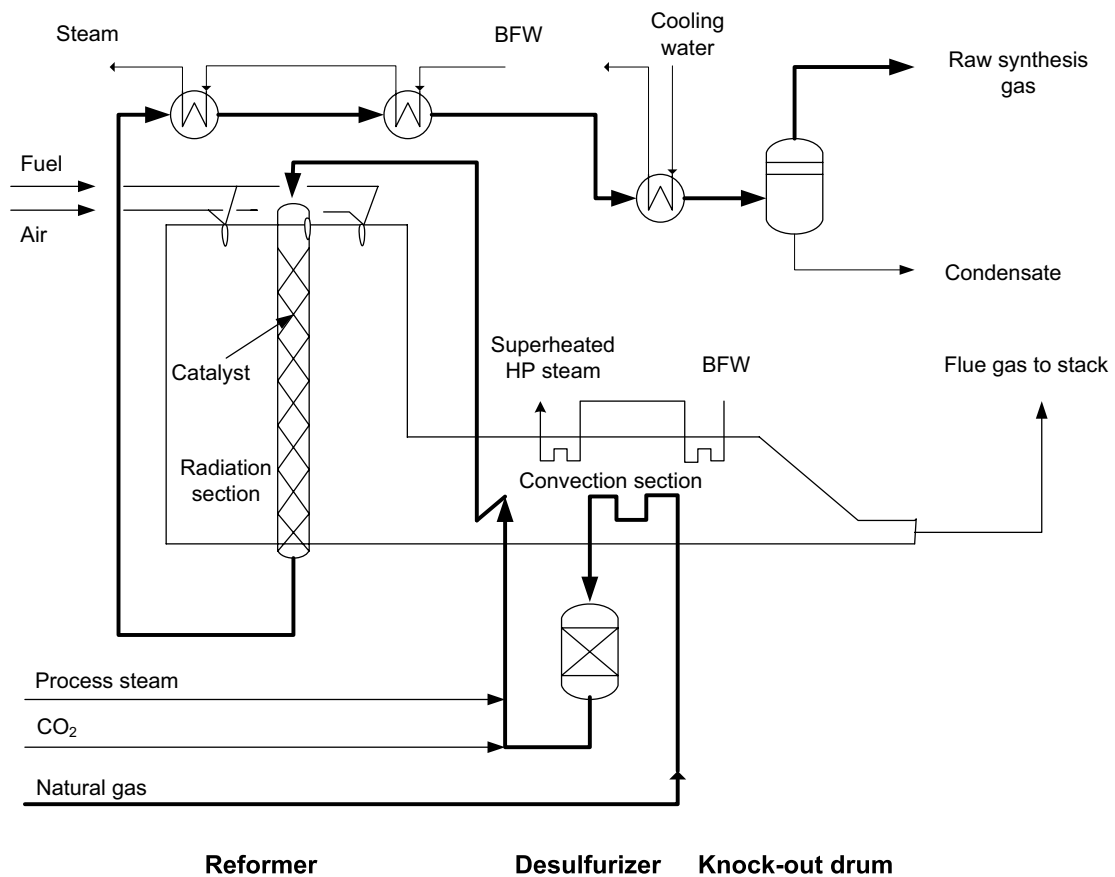 Steam
BFW
Cooling
water
Raw synthesis
gas
Fuel
Air
Condensate
Catalyst
Superheated
HP steam
BFW
Flue gas to stack
Radiation
section
Convection section
Process steam
CO₂
Natural gas
Reformer
Desulfurizer
Knock-out drum